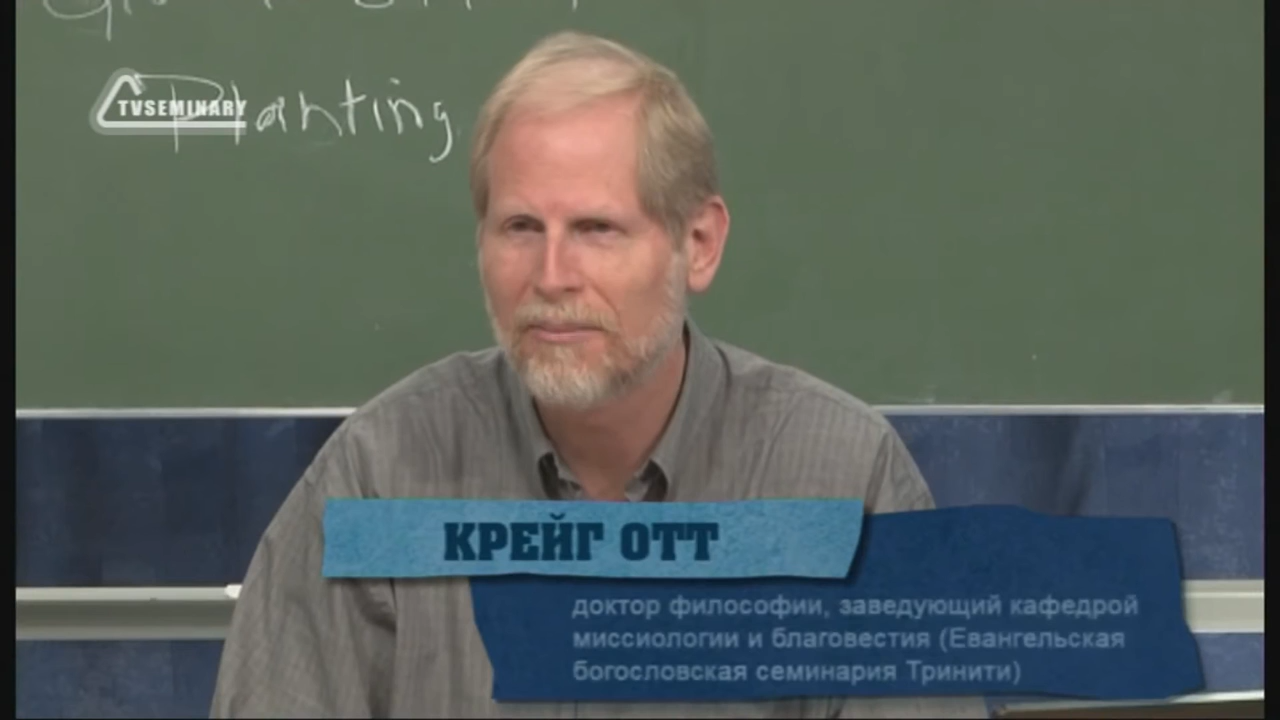 TVSEMINARY
Planting
КРЕЙГ ОТТ
доктор философии, заведующий кафедрой
миссиологии и благовестия (Евангельская
богословская семинария Тринити)